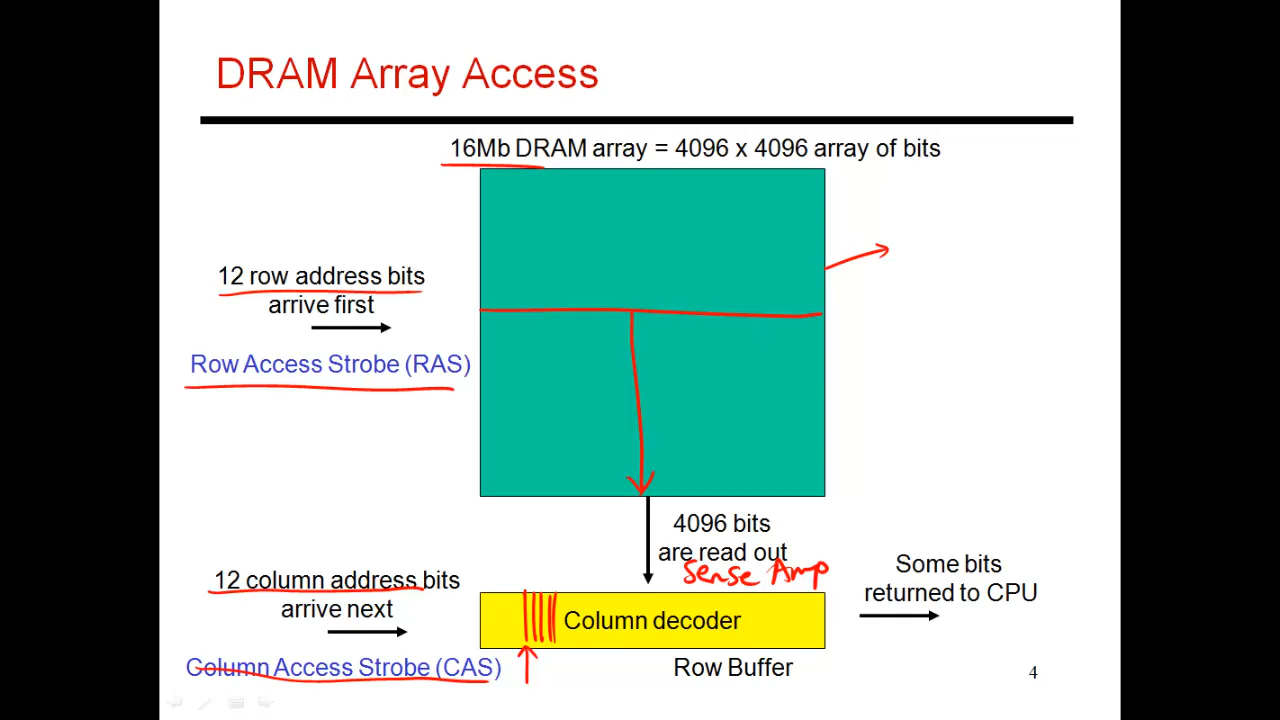 DRAM Array Access
16Mb DRAM array = 4096 x 4096 array of bits
12 row address bits
arrive first
Row Access Strobe (RAS)
4096 bits
are read out
Sense Amp
12 column address bits
arrive next
Column Access Strobe (CAS)
Column decoder
Row Buffer
Some bits
returned to CPU
4